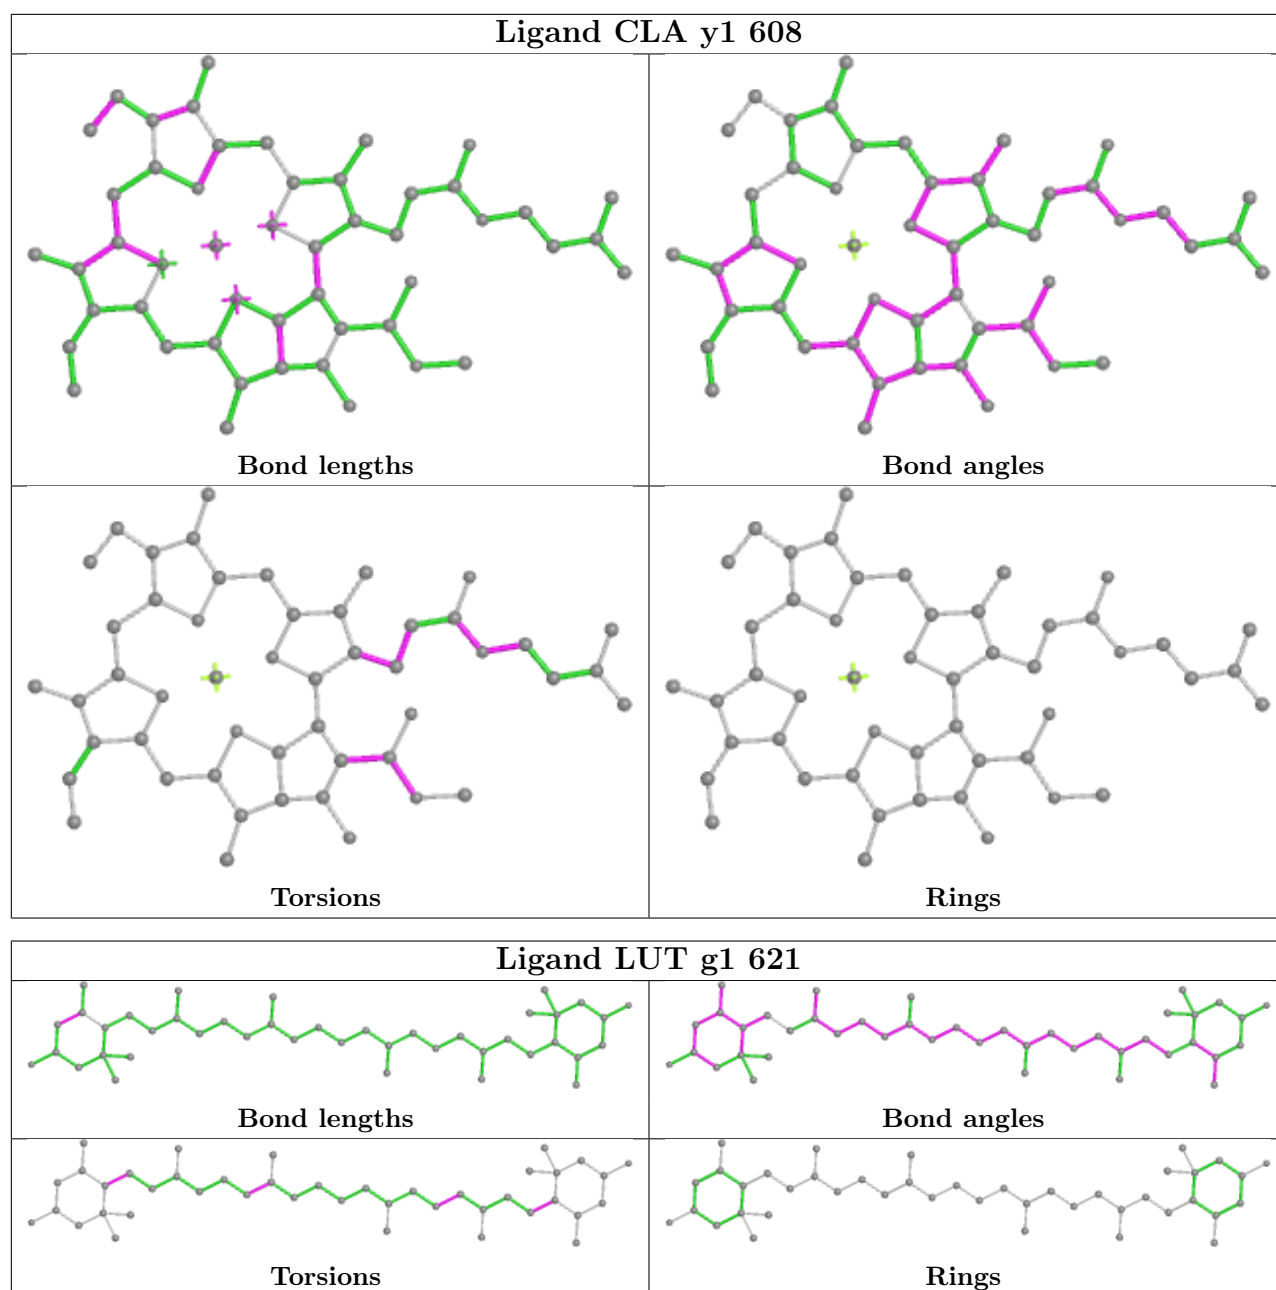 Ligand CLA y1 608
Bond lengths
Bond angles
Torsions
Rings
Ligand LUT g1 621
Bond lengths
Bond angles
Torsions
Rings